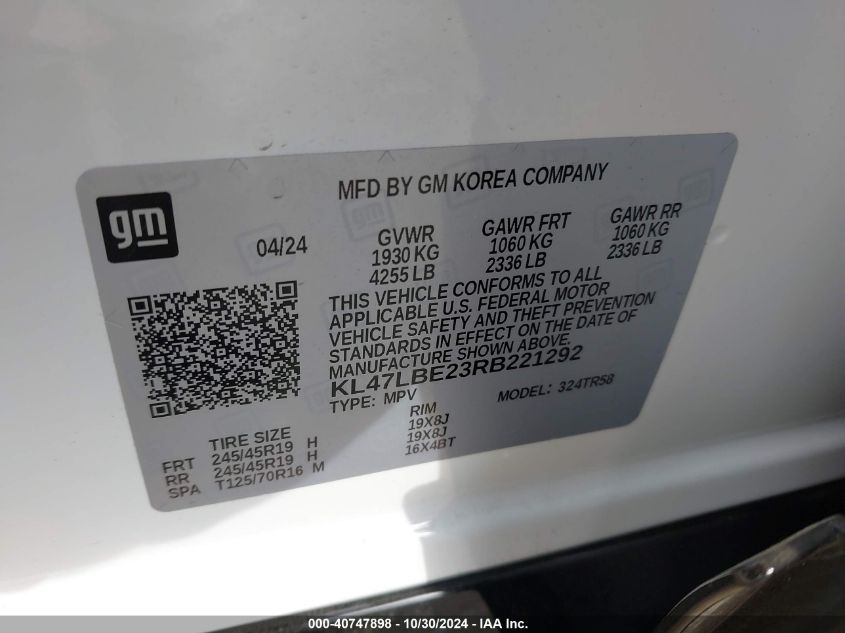 MFD BY GM KOREA COMPANY
gm
04/24
GVWR
1930 KG
4255 LB
GAWR FRT
1060 KG
2336 LB
GAWR RR
1060 KG
2336 LB
THIS VEHICLE CONFORMS TO ALL
APPLICABLE U.S. FEDERAL MOTOR
VEHICLE SAFETY AND THEFT PREVENTION
STANDARDS IN EFFECT ON THE DATE OF
MANUFACTURE SHOWN ABOVE.
KL47LBE23RB221292
TYPE: MPV
MODEL: 324TR58
TIRE SIZE
RIM
FRT 245/45R19 H 19X8J
RR 245/45R19 H 19X8J
SPA T125/70R16 M 16X4BT
000-40747898 - 10/30/2024 - IAA Inc.